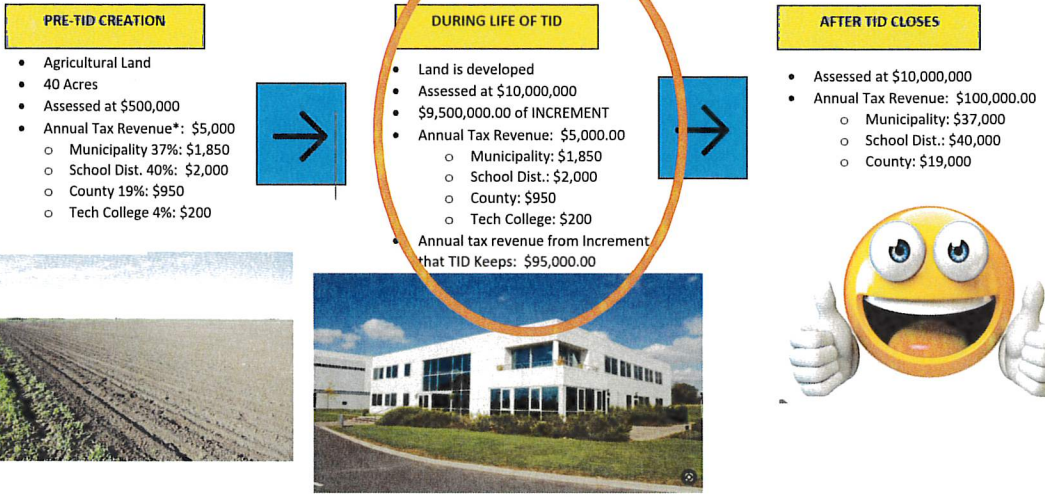 PRE-TID CREATION
• Agricultural Land
• 40 Acres
• Assessed at $500,000
• Annual Tax Revenue*: $5,000
o Municipality 37%: $1,850
o School Dist. 40%: $2,000
o County 19%: $950
o Tech College 4%: $200
DURING LIFE OF TID
• Land is developed
• Assessed at $10,000,000
• $9,500,000.00 of INCREMENT
• Annual Tax Revenue: $5,000.00
o Municipality: $1,850
o School Dist.: $2,000
o County: $950
o Tech College: $200
• Annual tax revenue from Increment
that TID Keeps: $95,000.00
AFTER TID CLOSES
• Assessed at $10,000,000
• Annual Tax Revenue: $100,000.00
o Municipality: $37,000
o School Dist.: $40,000
o County: $19,000